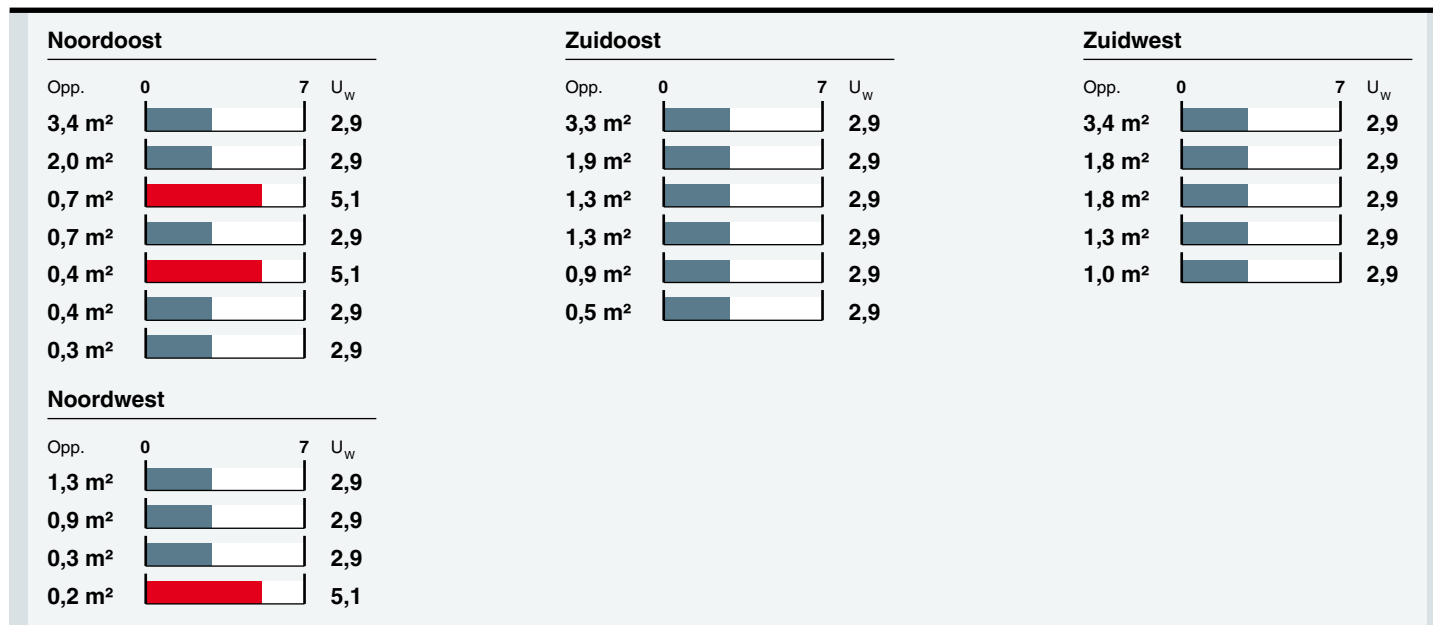 Noordoost
Opp. 0 7 Uw
3,4 m² 2,9
2,0 m² 2,9
0,7 m² 5,1
0,7 m² 2,9
0,4 m² 5,1
0,4 m² 2,9
0,3 m² 2,9
Noordwest
Opp. 0 7 Uw
1,3 m² 2,9
0,9 m² 2,9
0,3 m² 2,9
0,2 m² 5,1
Zuidoost
Opp. 0 7 Uw
3,3 m² 2,9
1,9 m² 2,9
1,3 m² 2,9
1,3 m² 2,9
0,9 m² 2,9
0,5 m² 2,9
Zuidwest
Opp. 0 7 Uw
3,4 m² 2,9
1,8 m² 2,9
1,8 m² 2,9
1,3 m² 2,9
1,0 m² 2,9